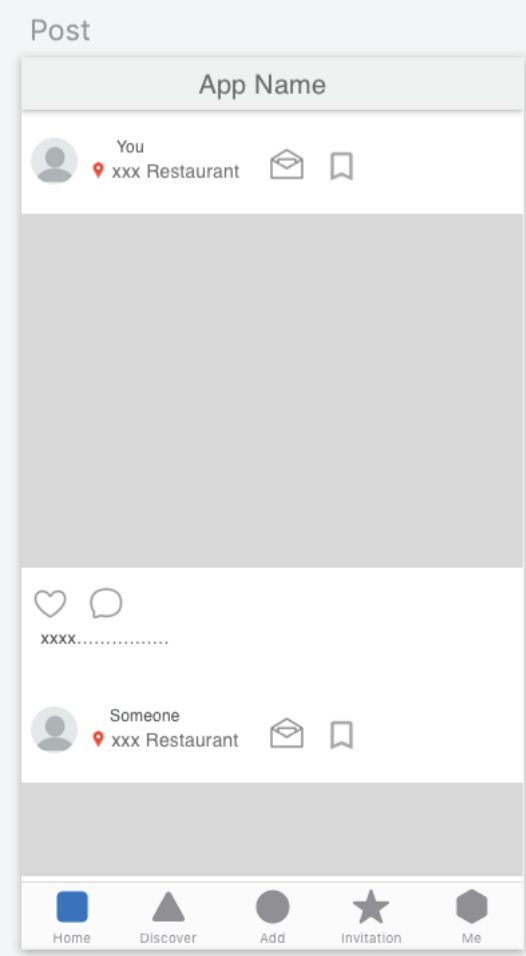 Post
App Name
You
xxx Restaurant
xxxx................
Someone
xxx Restaurant
Home Discover Add Invitation Me